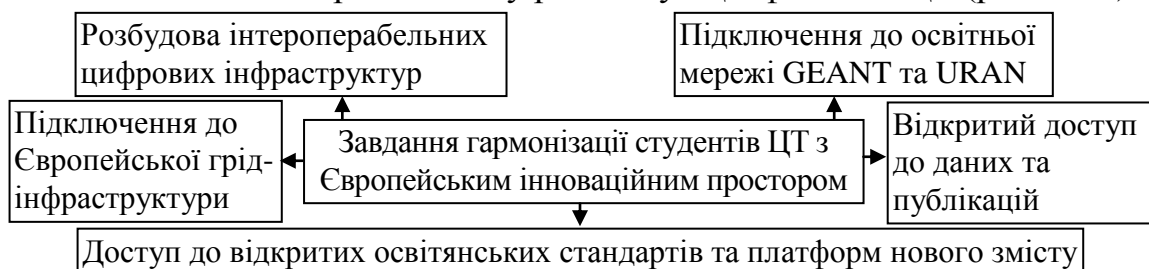 Розбудова інтероперабельних
цифрових інфраструктур
Підключення до освітньої
мережі GEANT та URAN
Підключення до
Європейської грід-
інфраструктури
Завдання гармонізації студентів ЦТ з
Європейським інноваційним простором
Відкритий доступ
до даних та
публікацій
Доступ до відкритих освітянських стандартів та платформ нового змісту